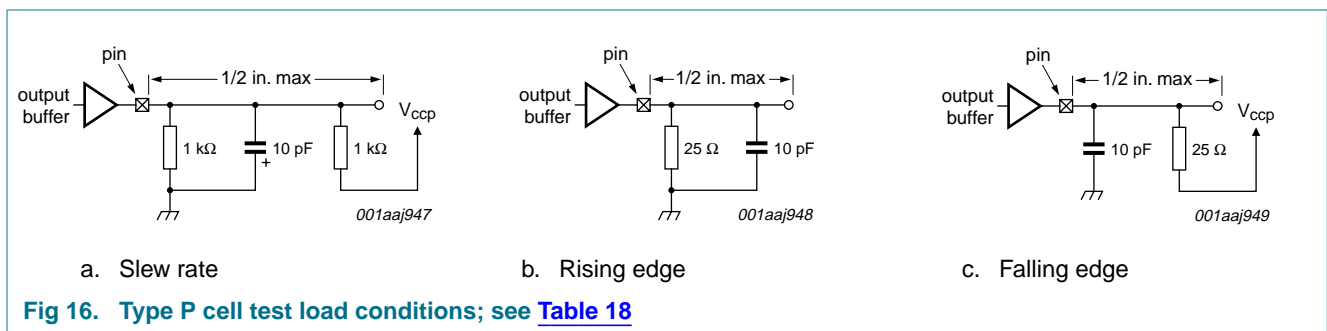 pin
1/2 in. max
output
buffer
1 kΩ
10 pF
+
1 kΩ
Vccp
001aaj947
a. Slew rate
pin
1/2 in. max
output
buffer
25 Ω
10 pF
001aaj948
b. Rising edge
pin
1/2 in. max
output
buffer
10 pF
25 Ω
Vccp
001aaj949
c. Falling edge
Fig 16. Type P cell test load conditions; see Table 18